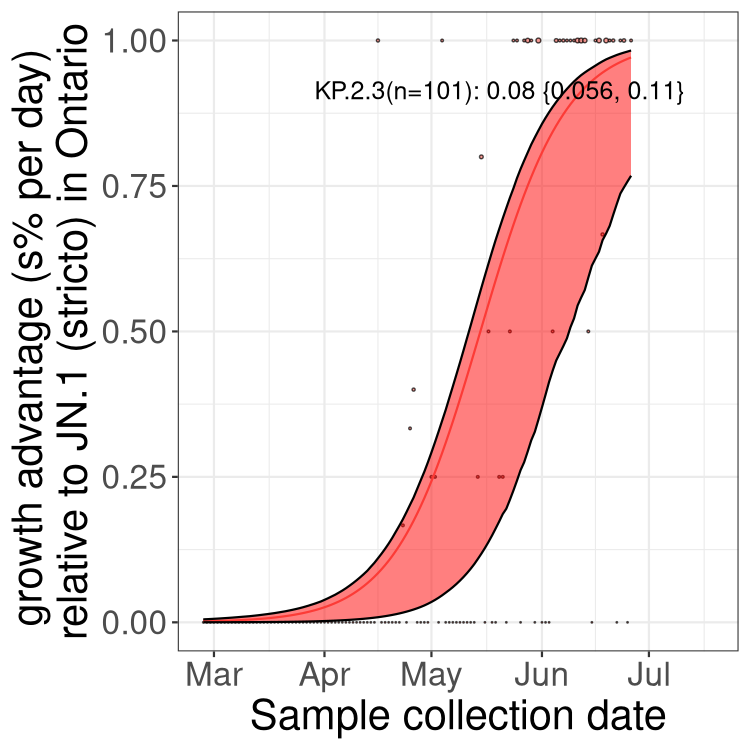 growth advantage (s% per day)
relative to JN.1 (stricto) in Ontario
1.00
0.75
0.50
0.25
0.00
KP.2.3(n=101): 0.08 {0.056, 0.11}
Mar Apr May Jun Jul
Sample collection date